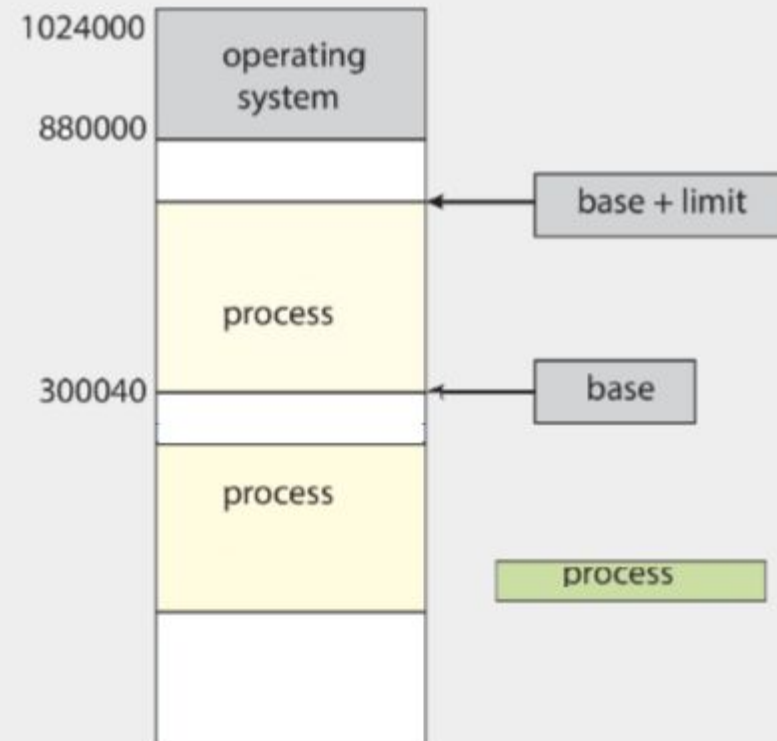 1024000
operating
system
880000
base + limit
process
300040
base
process
process